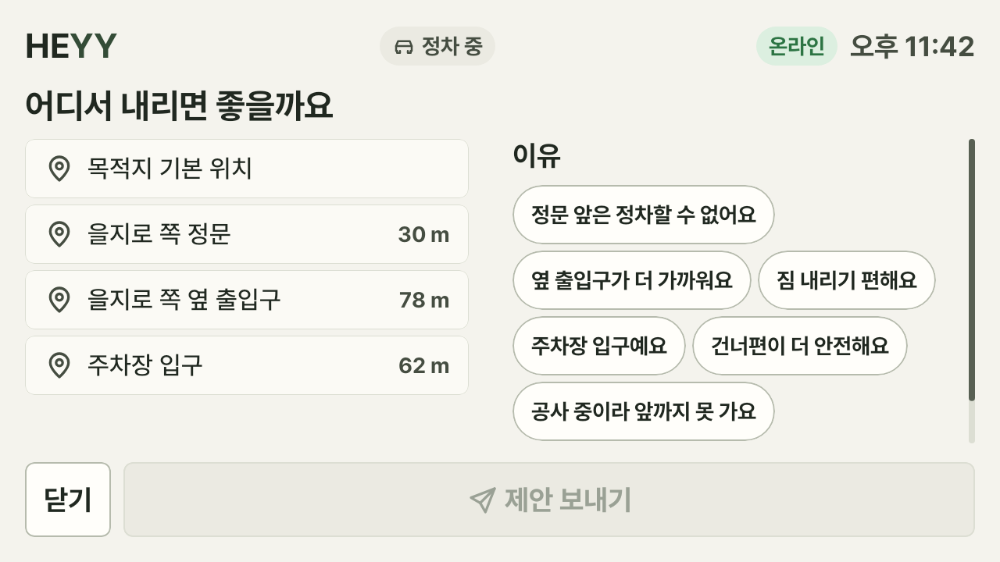 HEYY
정차 중
온라인 오후 11:42
어디서 내리면 좋을까요
목적지 기본 위치
을지로 쪽 정문 30 m
을지로 쪽 옆 출입구 78 m
주차장 입구 62 m
이유
정문 앞은 정차할 수 없어요
옆 출입구가 더 가까워요 짐 내리기 편해요
주차장 입구예요 건너편이 더 안전해요
공사 중이라 앞까지 못 가요
닫기 제안 보내기